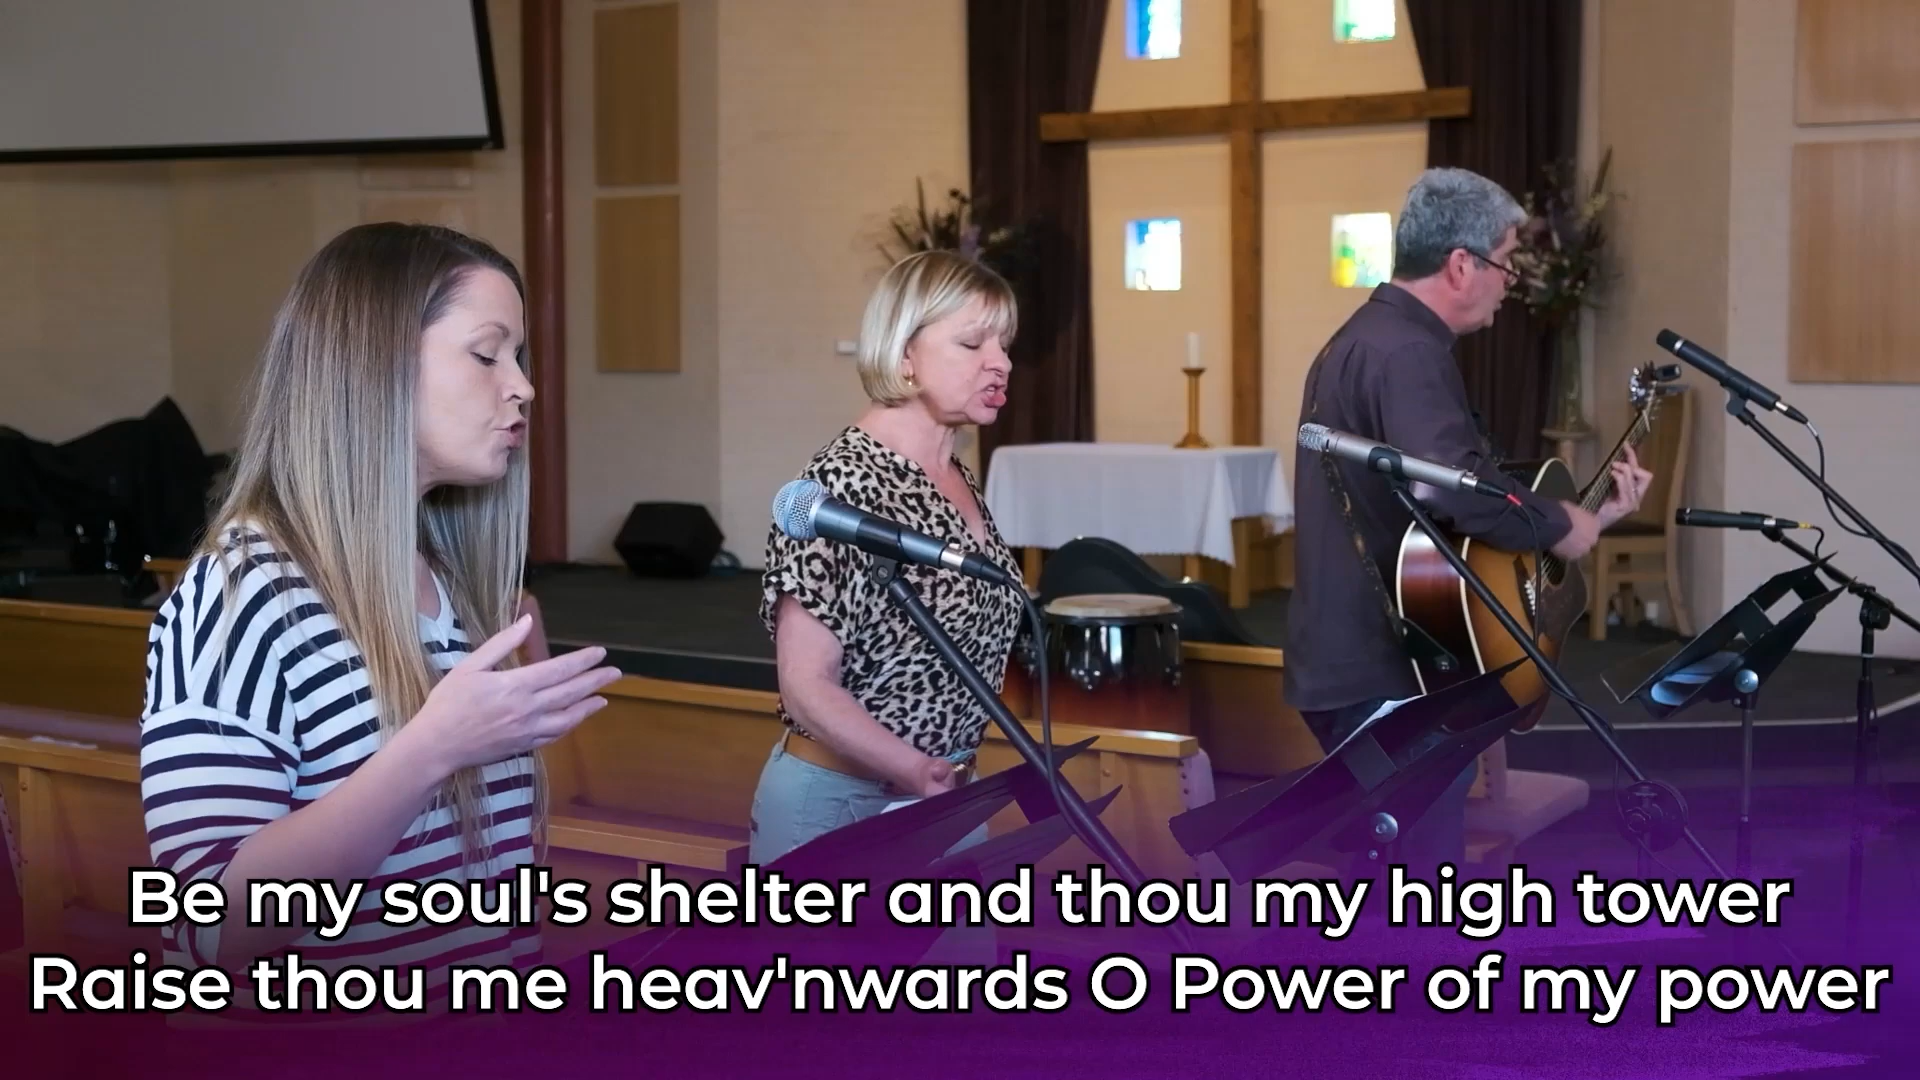 Be my soul's shelter and thou my high tower
Raise thou me heav'nwards O Power of my power